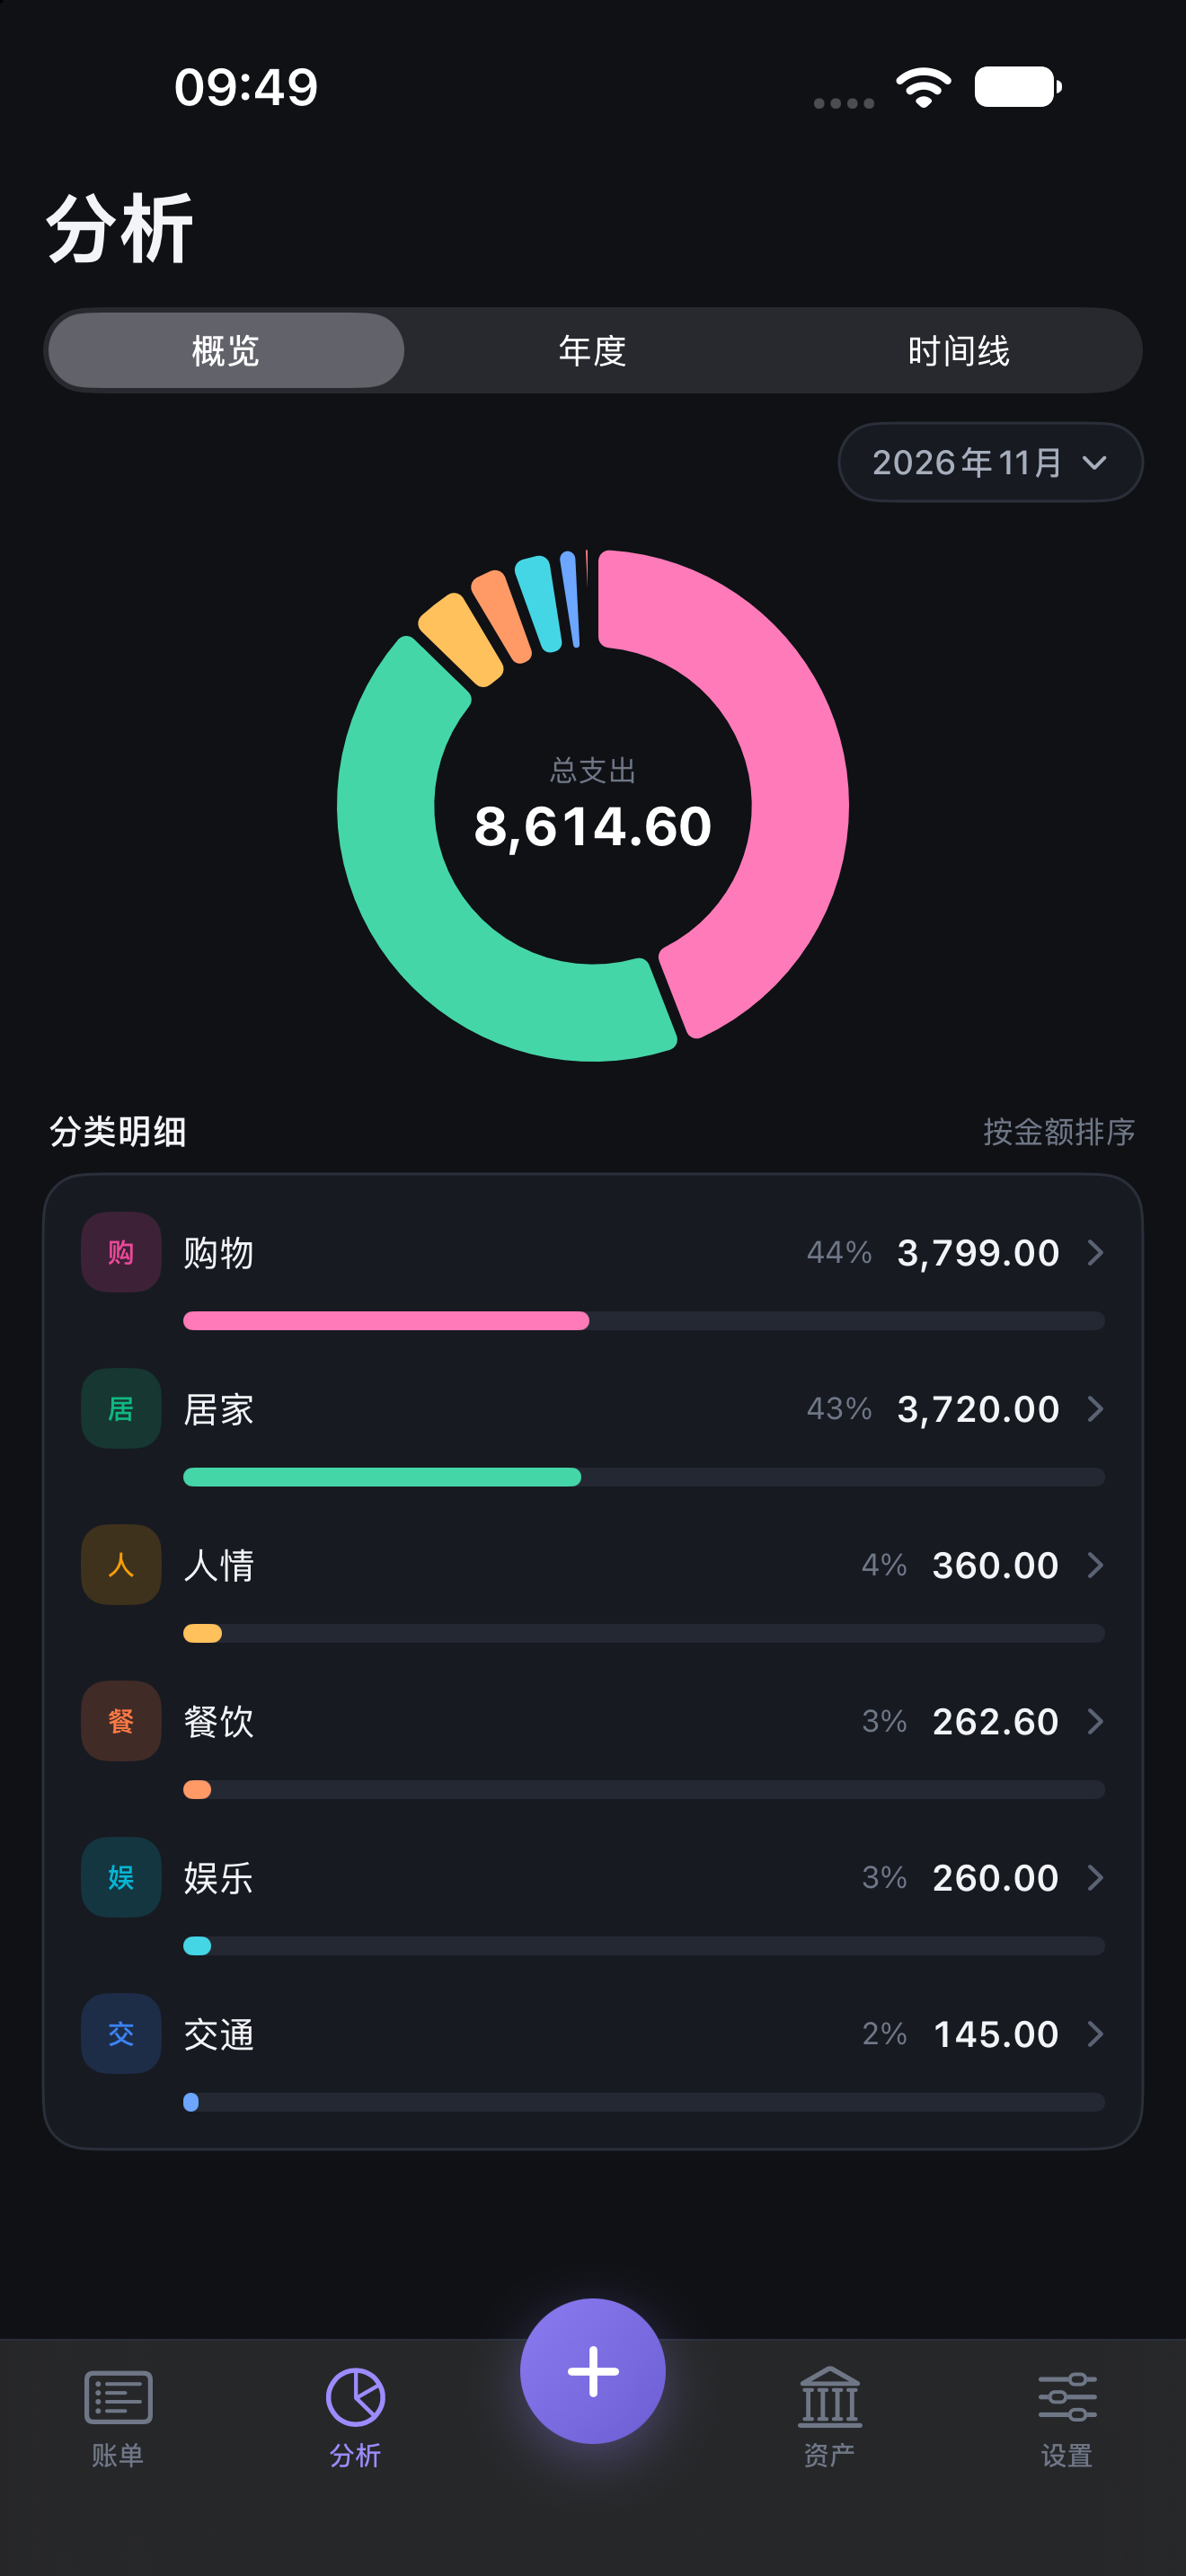 09:49
分析
概览 年度 时间线
2026年11月
总支出
8,614.60
分类明细 按金额排序
购 购物 44% 3,799.00
居 居家 43% 3,720.00
人 人情 4% 360.00
餐 餐饮 3% 262.60
娱 娱乐 3% 260.00
交 交通 2% 145.00
账单 分析 资产 设置